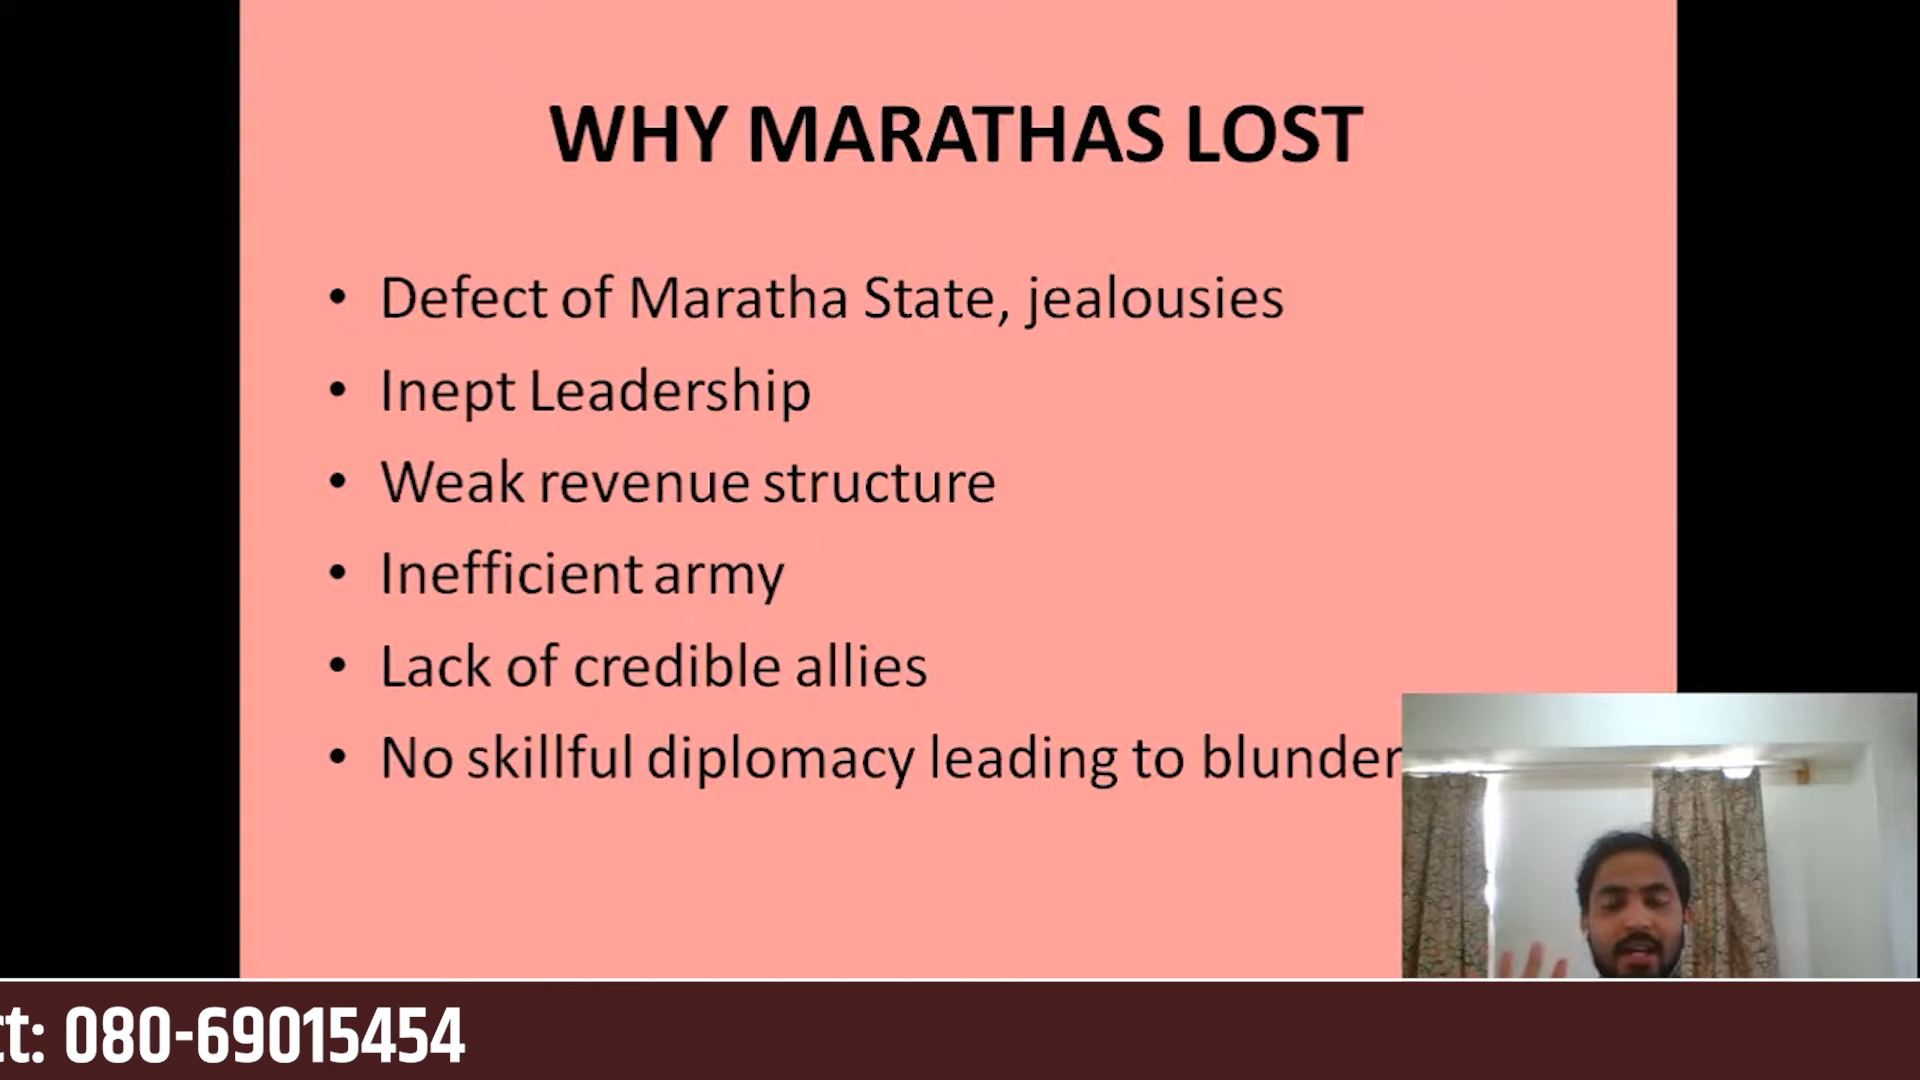 WHY MARATHAS LOST
• Defect of Maratha State, jealousies
• Inept Leadership
• Weak revenue structure
• Inefficient army
• Lack of credible allies
• No skillful diplomacy leading to blunder
ct: 080-69015454